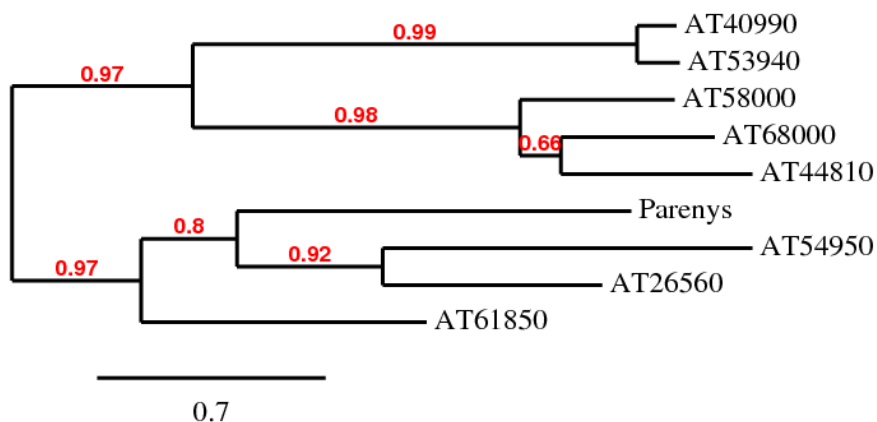 AT40990
0.99
AT53940
0.97
AT58000
0.98
AT68000
0.66
AT44810
Parenys
0.8
AT54950
0.92
0.97
AT26560
AT61850
0.7